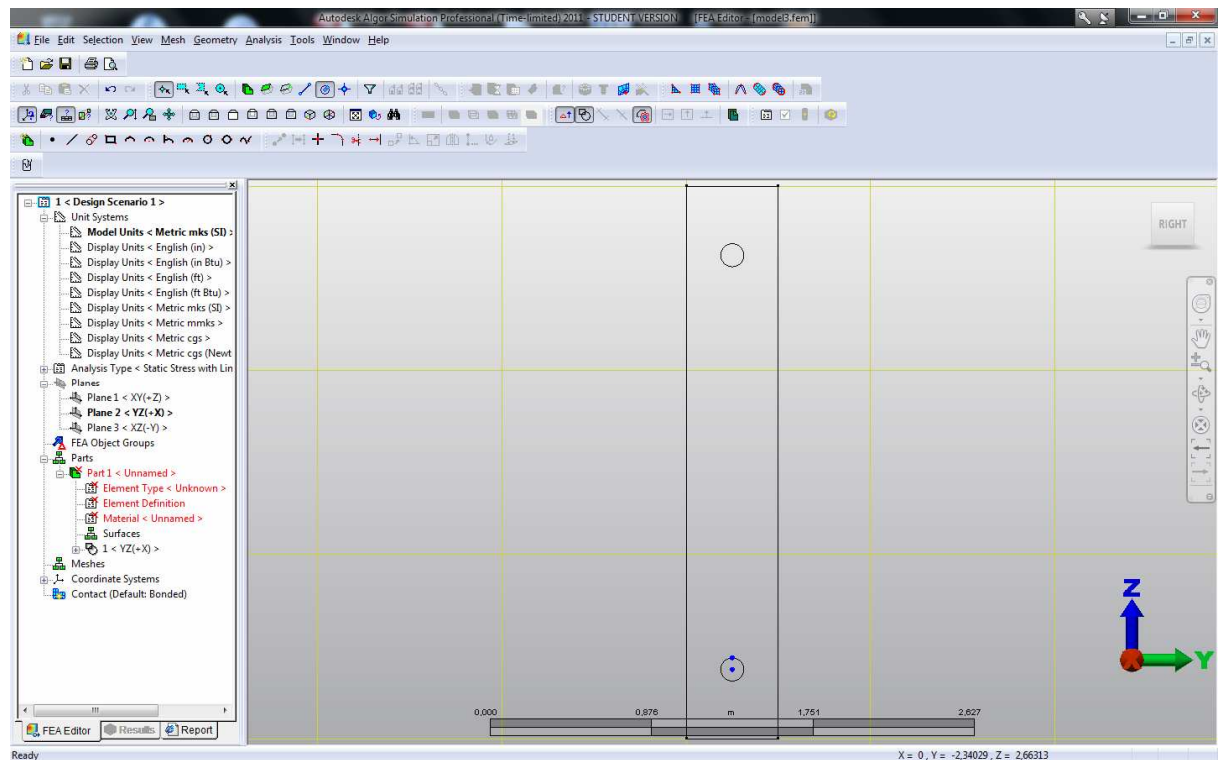 Autodesk Algor Simulation Professional (Time-limited) 2011 - STUDENT VERSION - [FEA Editor - [model3.fem]]
File Edit Selection View Mesh Geometry Analysis Tools Window Help
1 < Design Scenario 1 >
Unit Systems
Model Units < Metric mks (SI) >
Display Units < English (in) >
Display Units < English (in Btu) >
Display Units < English (ft) >
Display Units < English (ft Btu) >
Display Units < Metric mks (SI) >
Display Units < Metric mmks >
Display Units < Metric cgs >
Display Units < Metric cgs (Newt
Analysis Type < Static Stress with Lin
Planes
Plane 1 < XY(+Z) >
Plane 2 < YZ(+X) >
Plane 3 < XZ(-Y) >
FEA Object Groups
Parts
Part 1 < Unnamed >
Element Type < Unknown >
Element Definition
Material < Unnamed >
Surfaces
1 < YZ(+X) >
Meshes
Coordinate Systems
Contact (Default: Bonded)
FEA Editor Results Report
RIGHT
Z
Y
0,000 0,876 m 1,751 2,627
Ready
X = 0 , Y = -2,34029 , Z = 2,66313